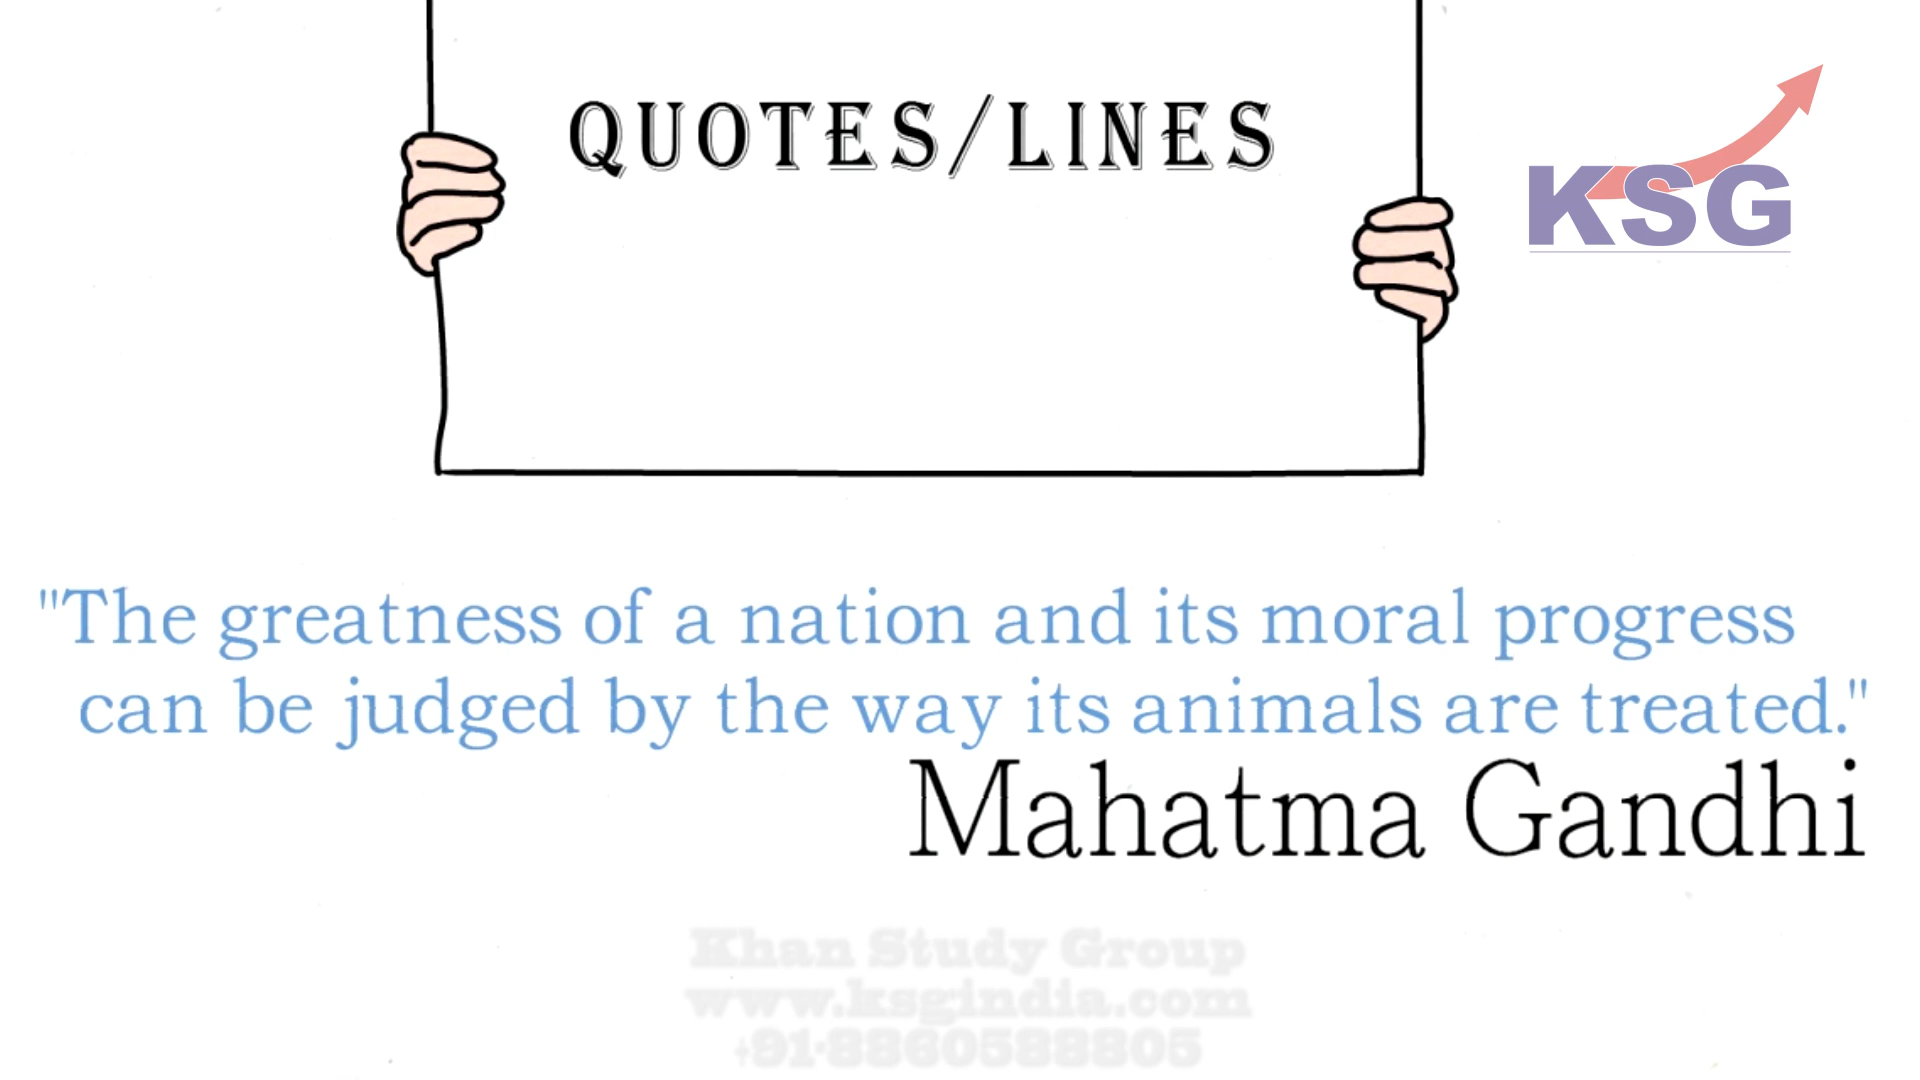 QUOTES/LINES
KSG
"The greatness of a nation and its moral progress
can be judged by the way its animals are treated."
Mahatma Gandhi
Khan Study Group
www.ksgindia.com
+91-8860588805